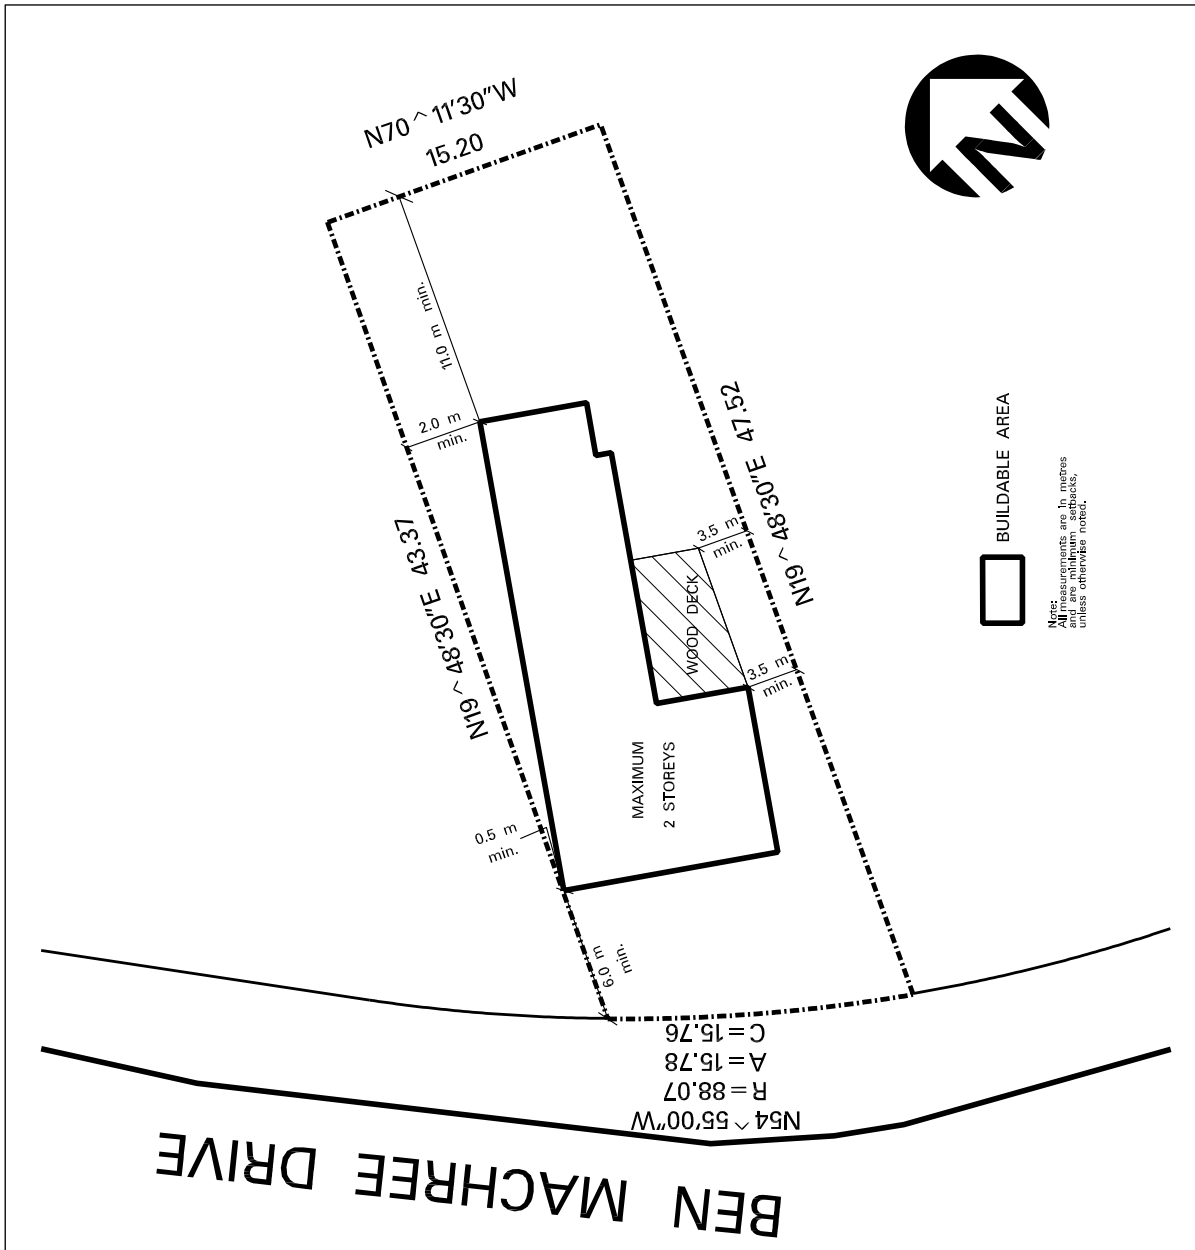 N70^11'30"W
15.20
N
11.0 m min.
2.0 m
min.
N19^48'30"E 43.37
N19^48'30"E 47.52
3.5 m
min.
WOOD DECK
3.5 m
min.
MAXIMUM
2 STOREYS
0.5 m
min.
6.0 m
min.
BUILDABLE AREA
Note:
All measurements are in metres
and are minimum setbacks,
unless otherwise noted.
C=15.76
A=15.78
R=88.07
N54^55'00"W
BEN MACHREE DRIVE